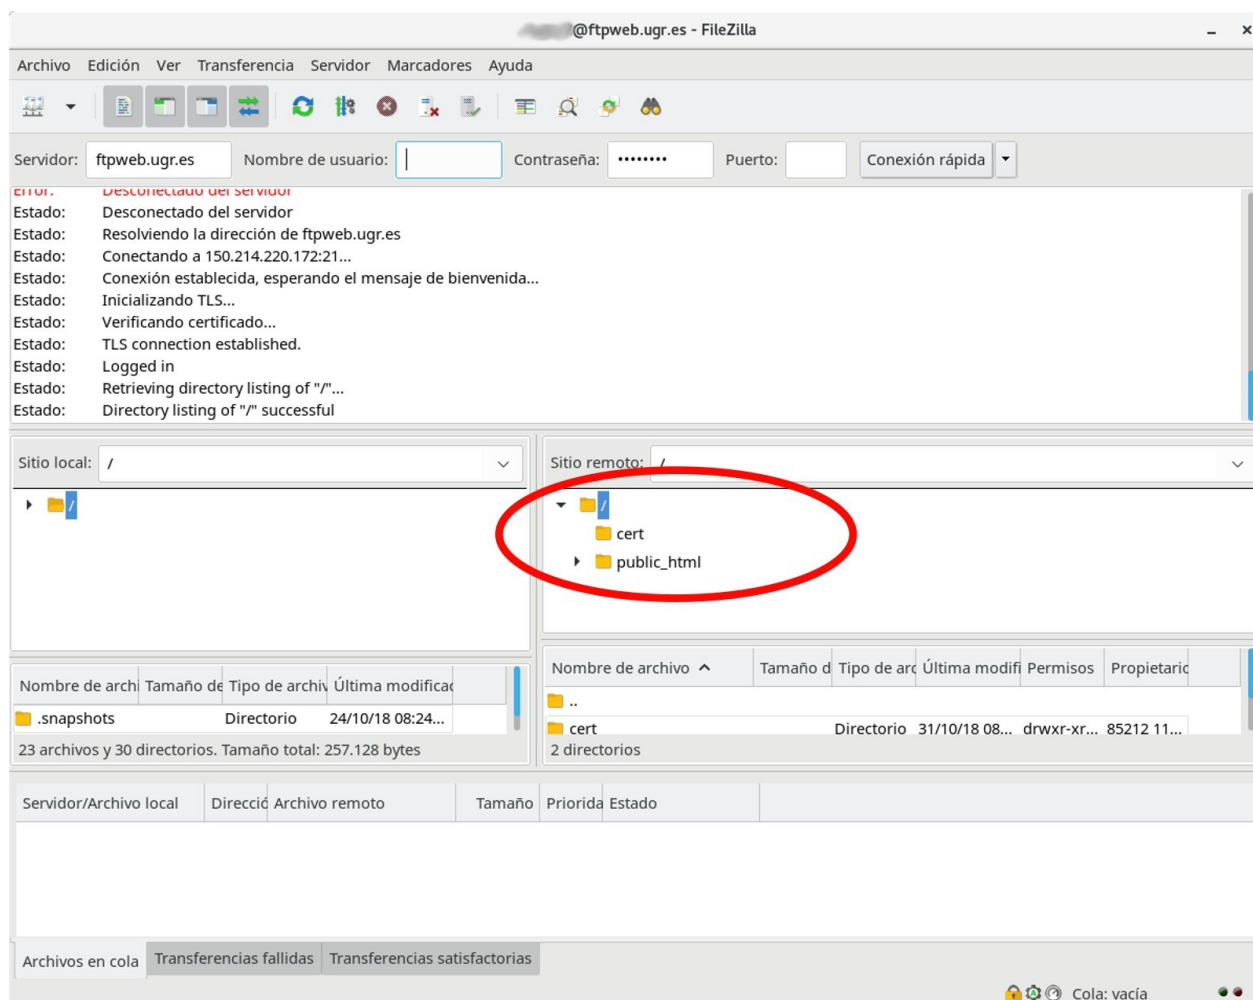 @ftpweb.ugr.es - FileZilla
Archivo Edición Ver Transferencia Servidor Marcadores Ayuda
Servidor: ftpweb.ugr.es Nombre de usuario: Contraseña: •••••••• Puerto: Conexión rápida
Error: Desconectado del servidor
Estado: Desconectado del servidor
Estado: Resolviendo la dirección de ftpweb.ugr.es
Estado: Conectando a 150.214.220.172:21...
Estado: Conexión establecida, esperando el mensaje de bienvenida...
Estado: Inicializando TLS...
Estado: Verificando certificado...
Estado: TLS connection established.
Estado: Logged in
Estado: Retrieving directory listing of "/"...
Estado: Directory listing of "/" successful
Sitio local: /
/
Sitio remoto: /
/
cert
public_html
Nombre de archi Tamaño de Tipo de archiv Última modificac
.snapshots Directorio 24/10/18 08:24...
23 archivos y 30 directorios. Tamaño total: 257.128 bytes
Nombre de archivo Tamaño d Tipo de arc Última modifi Permisos Propietaric
..
cert Directorio 31/10/18 08... drwxr-xr... 85212 11...
2 directorios
Servidor/Archivo local Direcció Archivo remoto Tamaño Priorida Estado
Archivos en cola Transferencias fallidas Transferencias satisfactorias
Cola: vacía